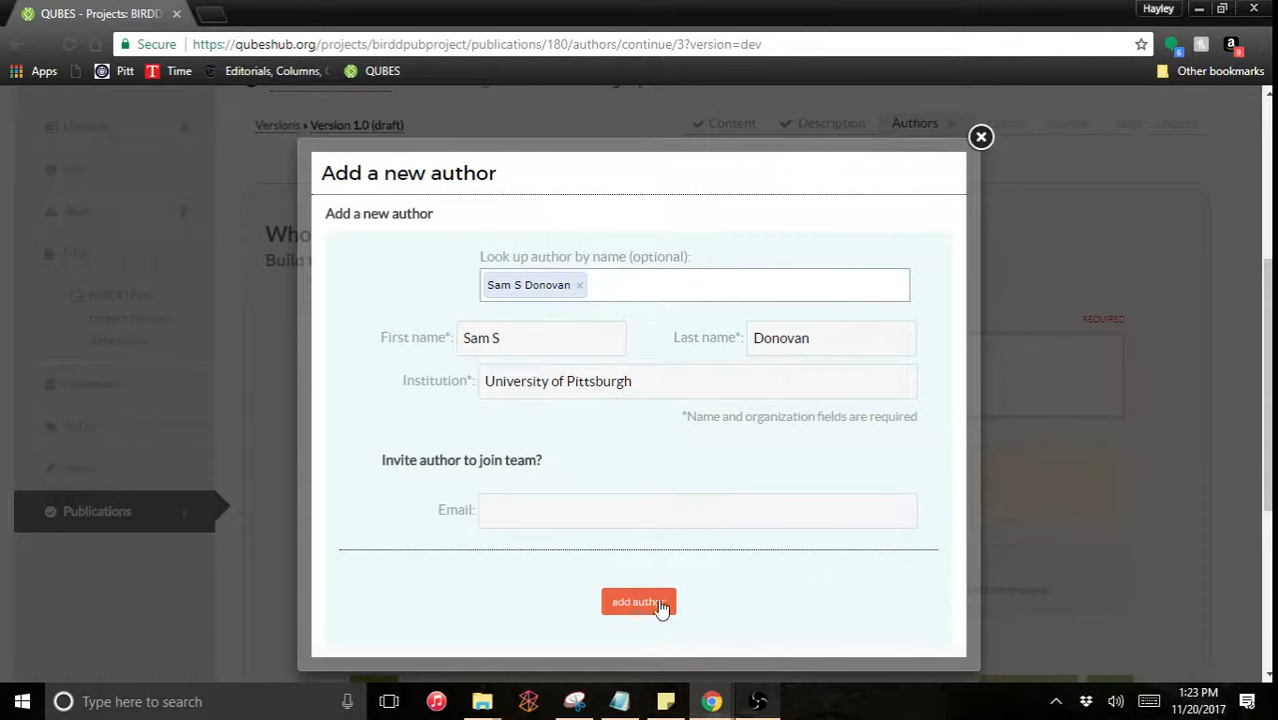 QUBES - Projects: BIRDD
Hayley
Secure
https://qubeshub.org/projects/birddpubproject/publications/180/authors/continue/3?version=dev
6
9
Apps
Pitt
Time
Editorials, Columns,
QUBES
Other bookmarks
Versions » Version 1.0 (draft)
Content
Description
Authors
Add a new author
Add a new author
Who
Build
Look up author by name (optional):
Sam S Donovan ×
First name*: Sam S
Last name*: Donovan
REQUIRED
Institution*: University of Pittsburgh
*Name and organization fields are required
Invite author to join team?
Email:
Publications
add author
Type here to search
1:23 PM
11/20/2017